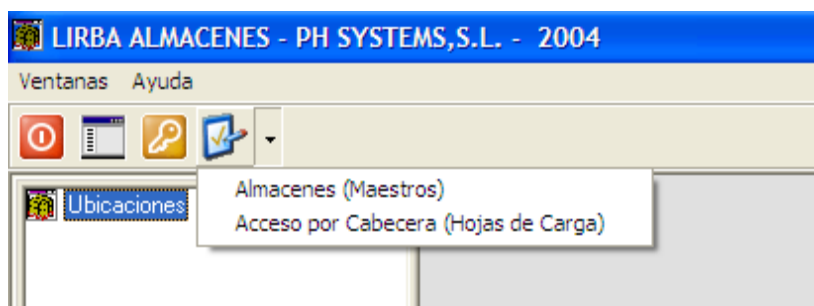 LIRBA ALMACENES - PH SYSTEMS,S.L. - 2004
Ventanas Ayuda
Almacenes (Maestros)
Ubicaciones
Acceso por Cabecera (Hojas de Carga)